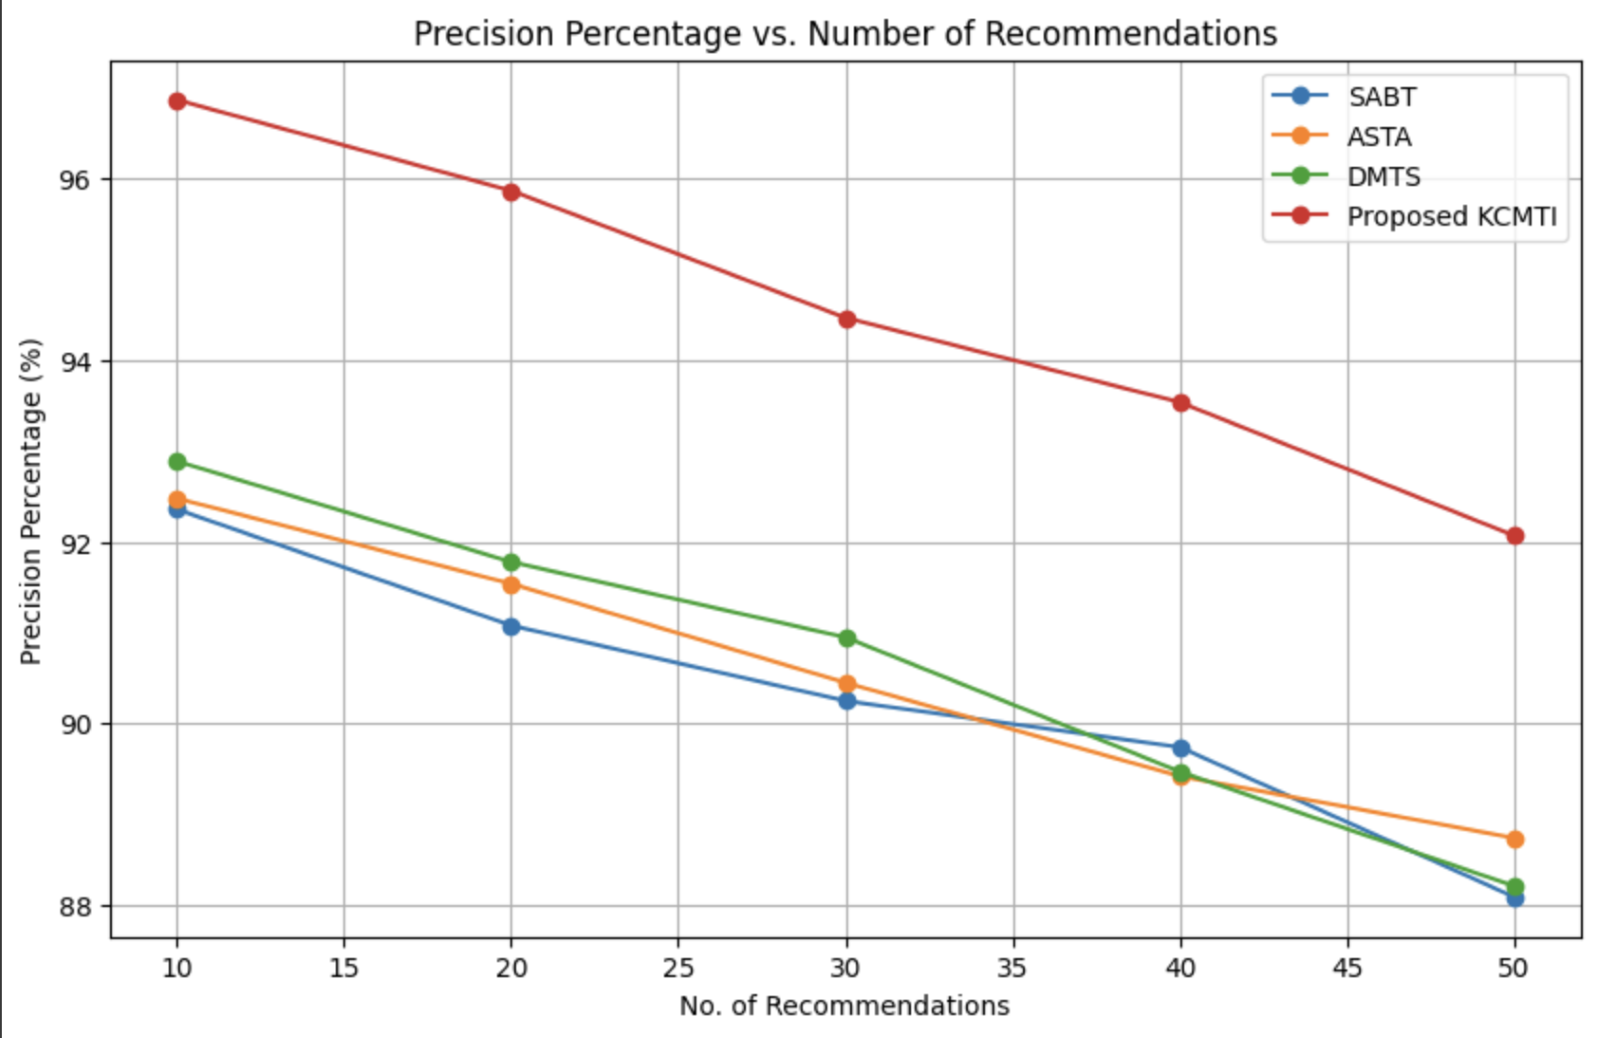 Precision Percentage vs. Number of Recommendations
SABT
ASTA
DMTS
Proposed KCMTI
Precision Percentage (%)
96
94
92
90
88
10 15 20 25 30 35 40 45 50
No. of Recommendations